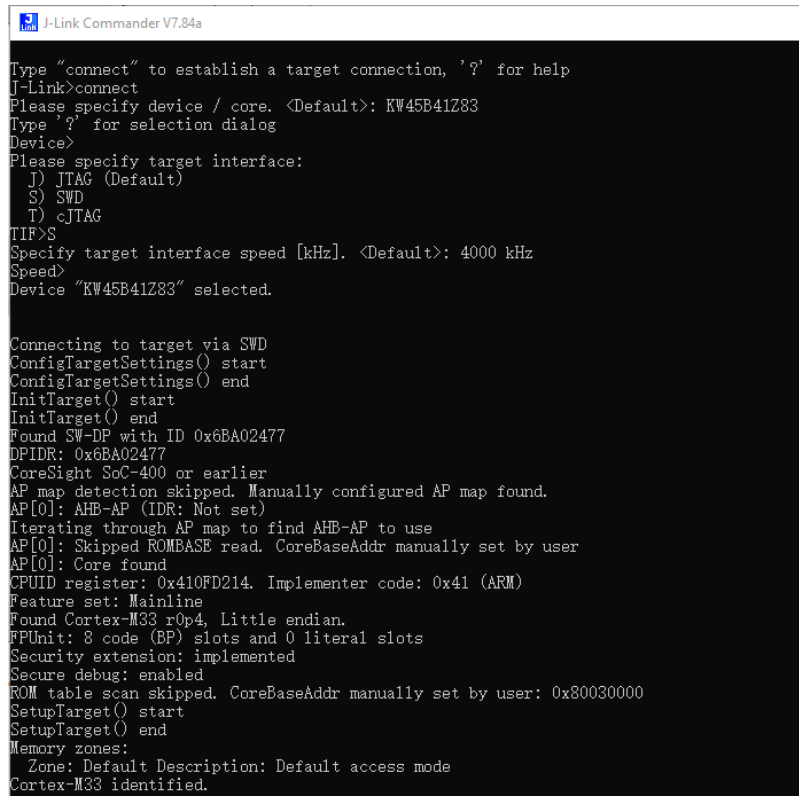 J-Link Commander V7.84a
Type "connect" to establish a target connection, '?' for help
J-Link>connect
Please specify device / core. <Default>: KW45B41Z83
Type '?' for selection dialog
Device>
Please specify target interface:
  J) JTAG (Default)
  S) SWD
  T) cJTAG
TIF>S
Specify target interface speed [kHz]. <Default>: 4000 kHz
Speed>
Device "KW45B41Z83" selected.
Connecting to target via SWD
ConfigTargetSettings() start
ConfigTargetSettings() end
InitTarget() start
InitTarget() end
Found SW-DP with ID 0x6BA02477
DPIDR: 0x6BA02477
CoreSight SoC-400 or earlier
AP map detection skipped. Manually configured AP map found.
AP[0]: AHB-AP (IDR: Not set)
Iterating through AP map to find AHB-AP to use
AP[0]: Skipped ROMBASE read. CoreBaseAddr manually set by user
AP[0]: Core found
CPUID register: 0x410FD214. Implementer code: 0x41 (ARM)
Feature set: Mainline
Found Cortex-M33 r0p4, Little endian.
FPUnit: 8 code (BP) slots and 0 literal slots
Security extension: implemented
Secure debug: enabled
ROM table scan skipped. CoreBaseAddr manually set by user: 0x80030000
SetupTarget() start
SetupTarget() end
Memory zones:
  Zone: Default Description: Default access mode
Cortex-M33 identified.